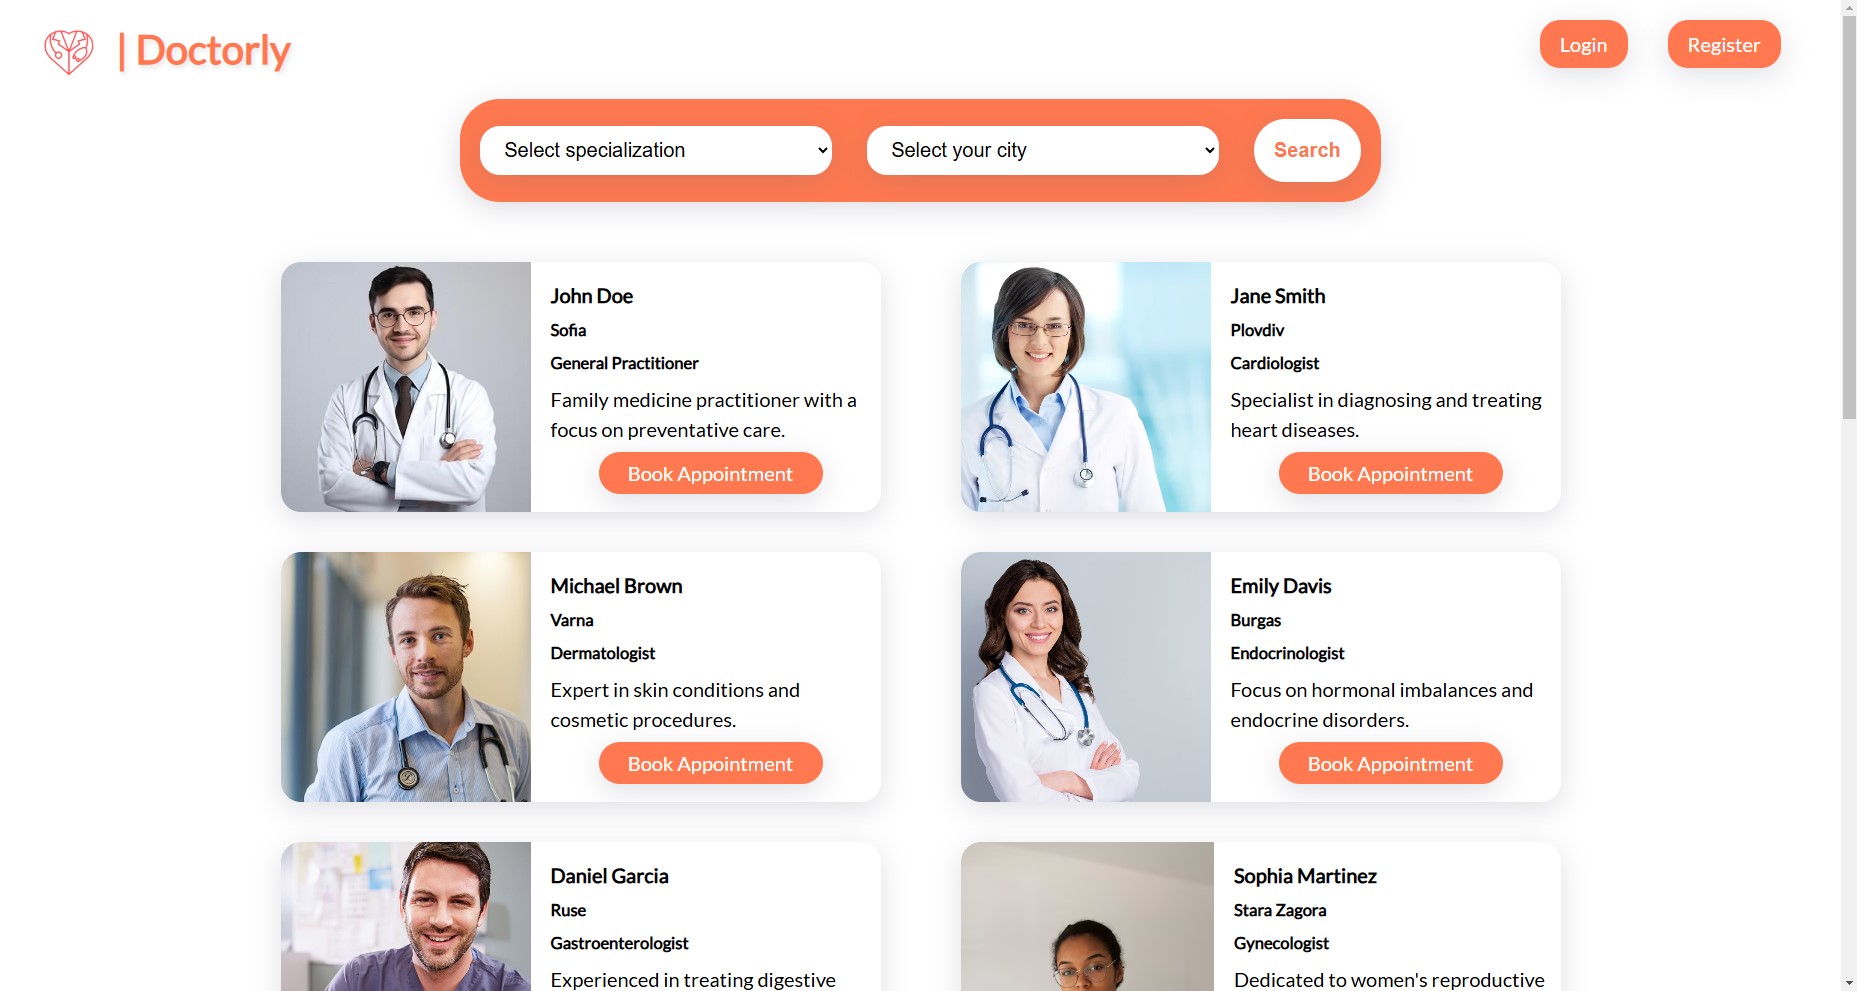 | Doctorly
Login
Register
Select specialization
Select your city
Search
John Doe
Sofia
General Practitioner
Family medicine practitioner with a
focus on preventative care.
Book Appointment
Jane Smith
Plovdiv
Cardiologist
Specialist in diagnosing and treating
heart diseases.
Book Appointment
Michael Brown
Varna
Dermatologist
Expert in skin conditions and
cosmetic procedures.
Book Appointment
Emily Davis
Burgas
Endocrinologist
Focus on hormonal imbalances and
endocrine disorders.
Book Appointment
Daniel Garcia
Ruse
Gastroenterologist
Experienced in treating digestive
Sophia Martinez
Stara Zagora
Gynecologist
Dedicated to women's reproductive